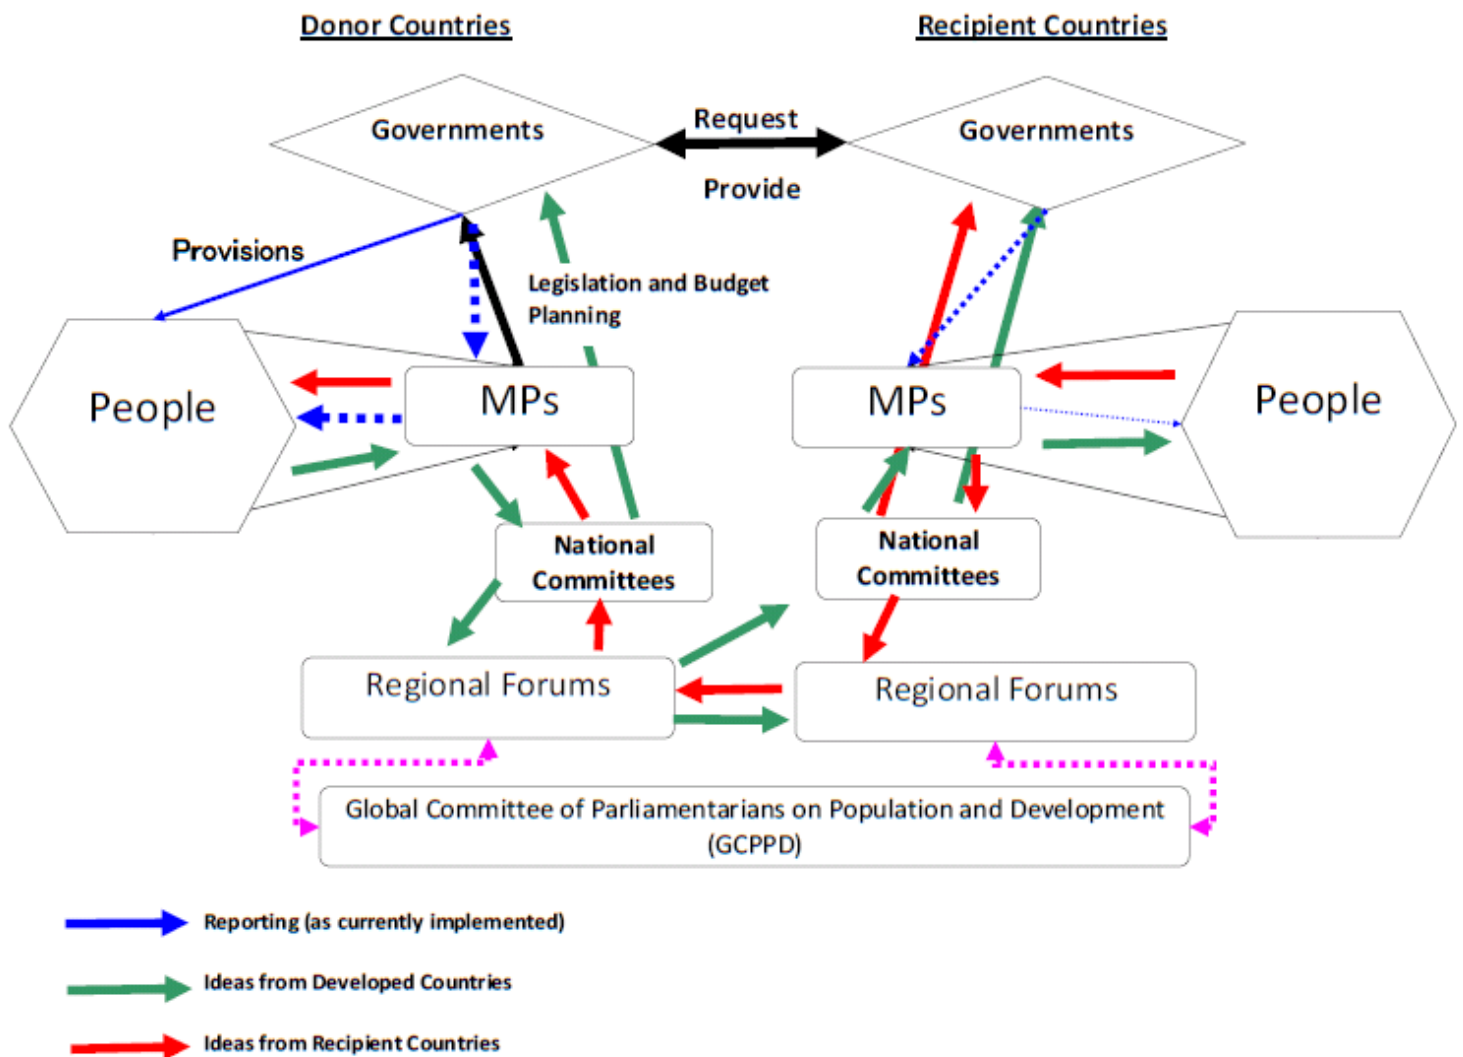 Donor Countries
Recipient Countries
Governments
Request
Governments
Provide
Provisions
Legislation and Budget
Planning
People
MPs
MPs
People
National
Committees
National
Committees
Regional Forums
Regional Forums
Global Committee of Parliamentarians on Population and Development
(GCPPD)
Reporting (as currently implemented)
Ideas from Developed Countries
Ideas from Recipient Countries